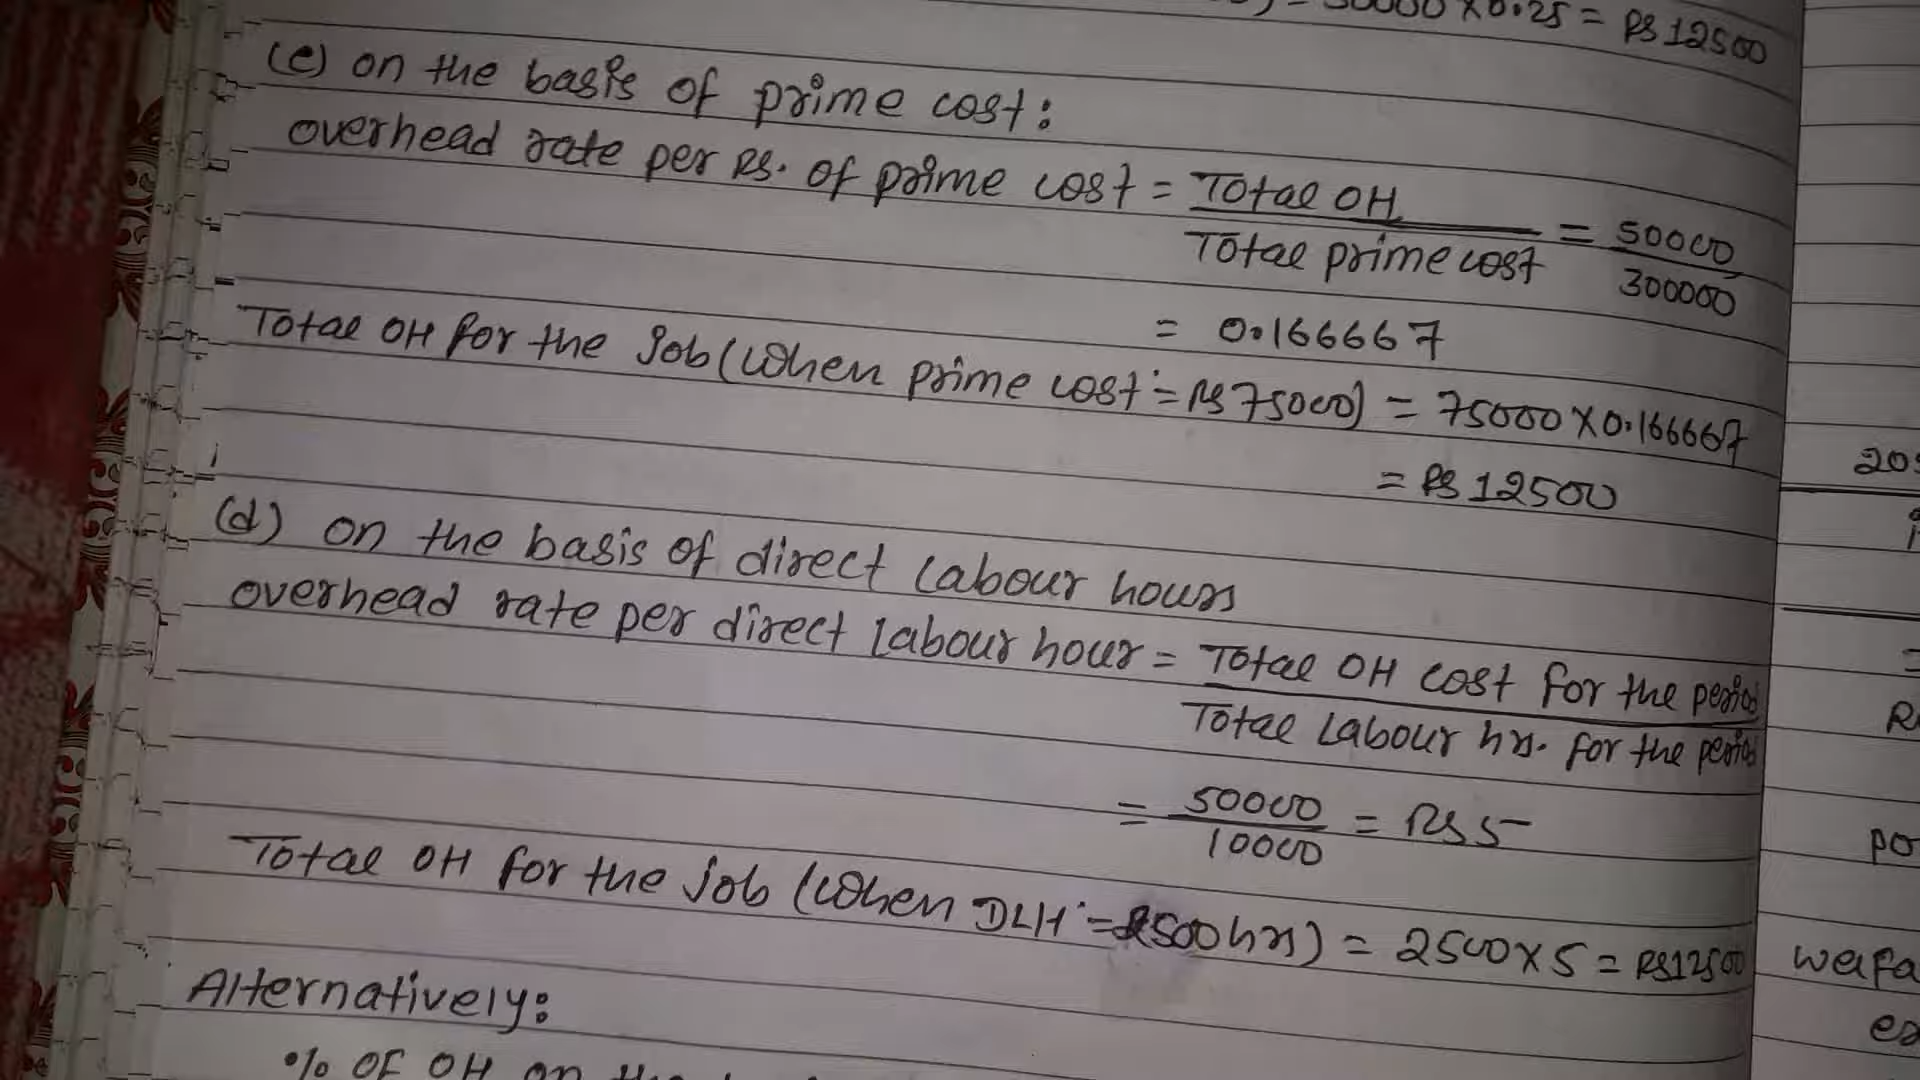 50000 X 0.25 = Rs 12500
(c) on the basis of prime cost:
overhead rate per Rs. of prime cost = Total OH / Total prime cost = 50000 / 300000
= 0.166667
Total OH for the job (when prime cost = Rs 75000) = 75000 X 0.166667
= Rs 12500
(d) on the basis of direct Labour hours
overhead rate per direct Labour hour = Total OH cost for the period / Total Labour hrs. for the period
= 50000 / 10000 = Rs 5
Total OH for the job (when DLH = 2500 hrs) = 2500 X 5 = Rs 12500
Alternatively:
% OF OH on the